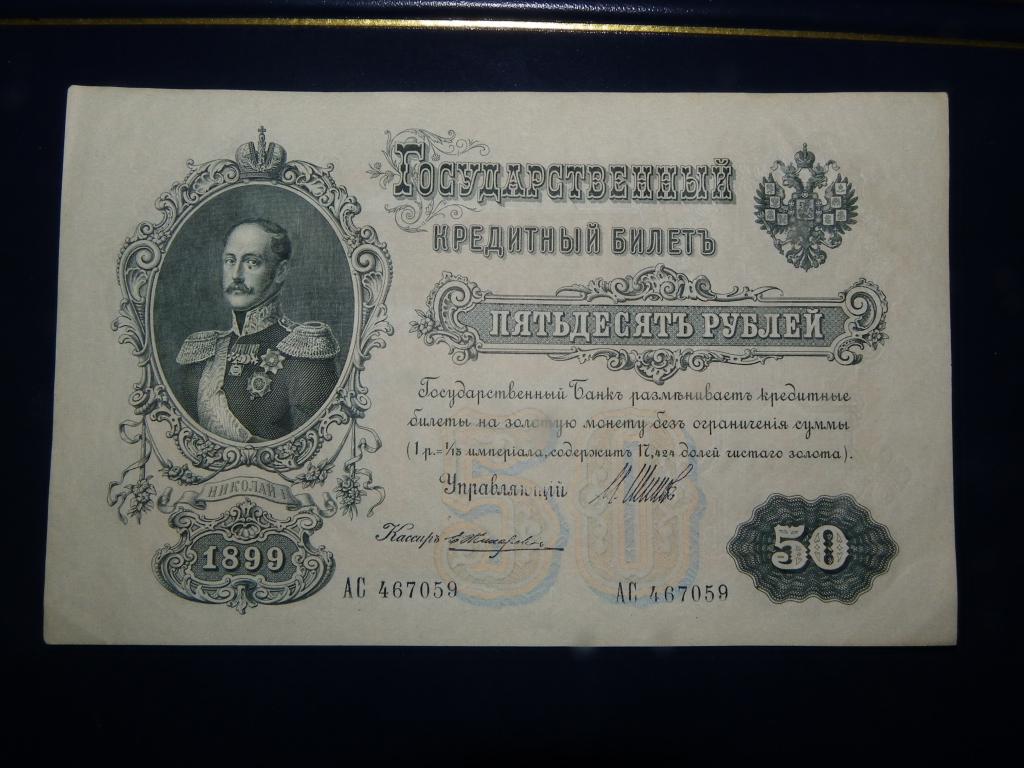 Государственный
кредитный билетъ
ПЯТЬДЕСЯТЪ РУБЛЕЙ
Государственный Банкъ размѣниваетъ кредитные
билеты на золотую монету безъ ограниченія суммы
(1 р.= 1/15 имперіала, содержитъ 17,424 долей чистаго золота).
Управляющій
Кассиръ
НИКОЛАЙ I
1899
АС 467059
АС 467059
50
50